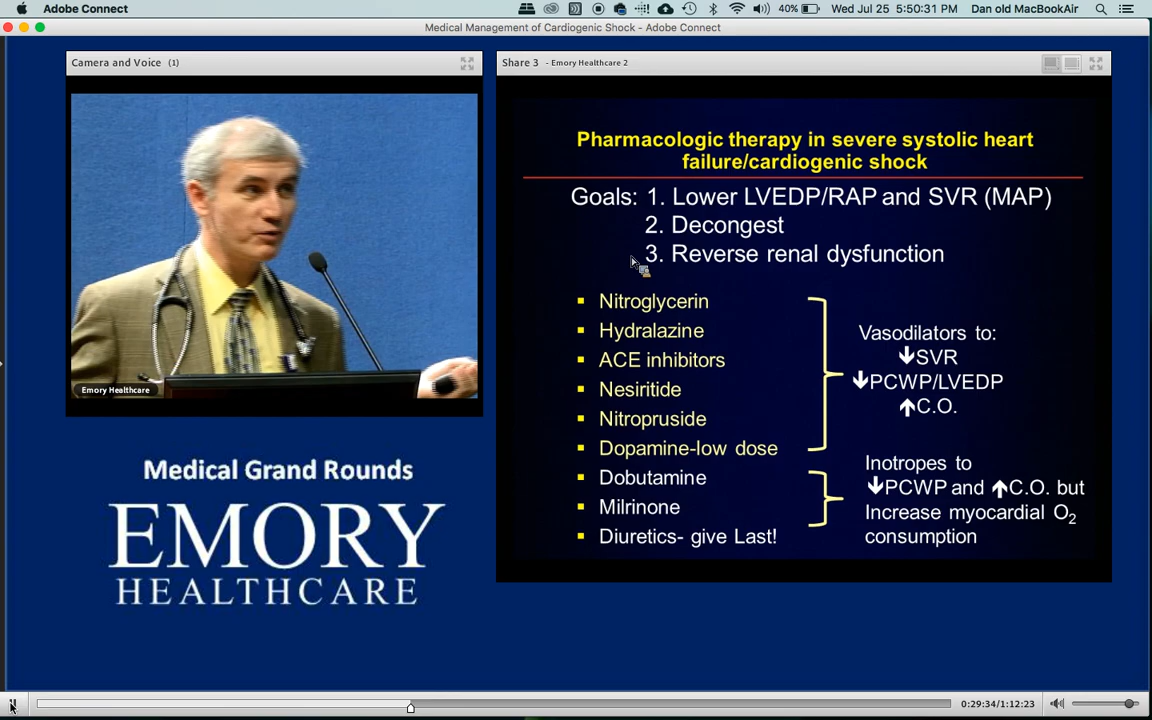 Adobe Connect
40%
Wed Jul 25 5:50:31 PM
Dan old MacBookAir
Medical Management of Cardiogenic Shock - Adobe Connect
Camera and Voice (1)
Share 3 - Emory Healthcare 2
Emory Healthcare
Medical Grand Rounds
EMORY
HEALTHCARE
Pharmacologic therapy in severe systolic heart
failure/cardiogenic shock
Goals: 1. Lower LVEDP/RAP and SVR (MAP)
2. Decongest
3. Reverse renal dysfunction
▪ Nitroglycerin
▪ Hydralazine
▪ ACE inhibitors
▪ Nesiritide
▪ Nitropruside
▪ Dopamine-low dose
▪ Dobutamine
▪ Milrinone
▪ Diuretics- give Last!
Vasodilators to:
↓SVR
↓PCWP/LVEDP
↑C.O.
Inotropes to
↓PCWP and ↑C.O. but
Increase myocardial O₂
consumption
0:29:34/1:12:23